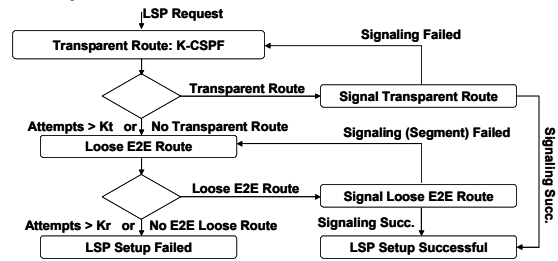 LSP Request
Transparent Route: K-CSPF
Signaling Failed
Transparent Route
Signal Transparent Route
Attempts > Kt or No Transparent Route
Signaling (Segment) Failed
Loose E2E Route
Signaling Succ.
Loose E2E Route
Signal Loose E2E Route
Attempts > Kr or No E2E Loose Route
Signaling Succ.
LSP Setup Failed
LSP Setup Successful